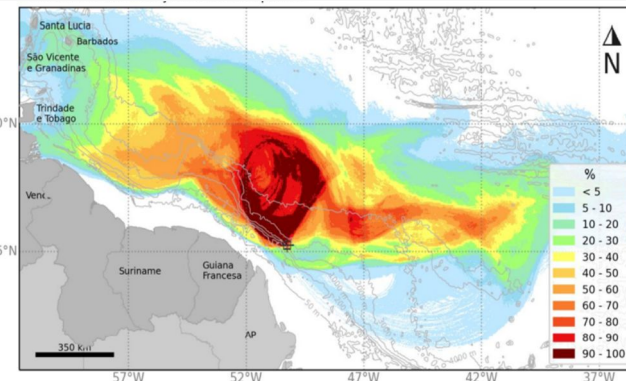 Santa Lucia
Barbados
São Vicente
e Granadinas
Trindade
e Tobago
N
0°N
5°N
Suriname
Guiana
Francesa
AP
350 km
57°W
52°W
47°W
42°W
37°W
%
< 5
5 - 10
10 - 20
20 - 30
30 - 40
40 - 50
50 - 60
60 - 70
70 - 80
80 - 90
90 - 100